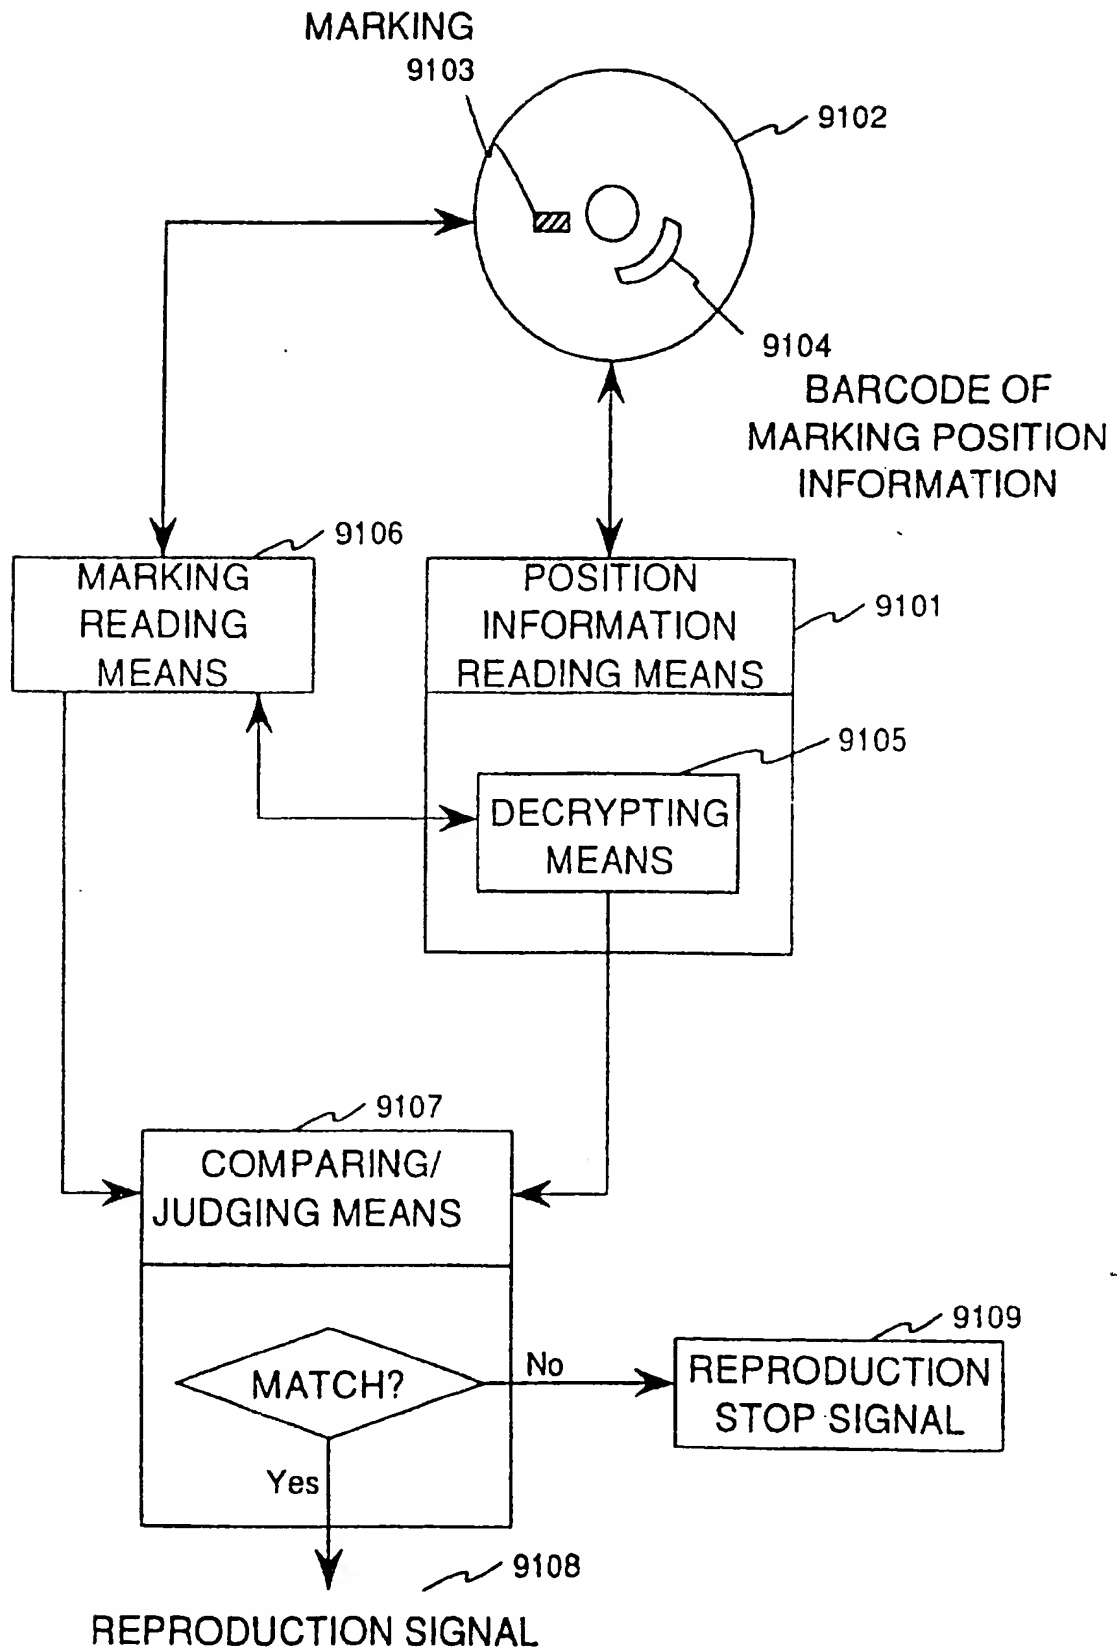 MARKING
9103
9102
9104
BARCODE OF
MARKING POSITION
INFORMATION
9106
MARKING
READING
MEANS
POSITION
INFORMATION
READING MEANS
9101
9105
DECRYPTING
MEANS
9107
COMPARING/
JUDGING MEANS
MATCH?
No
Yes
9109
REPRODUCTION
STOP SIGNAL
9108
REPRODUCTION SIGNAL